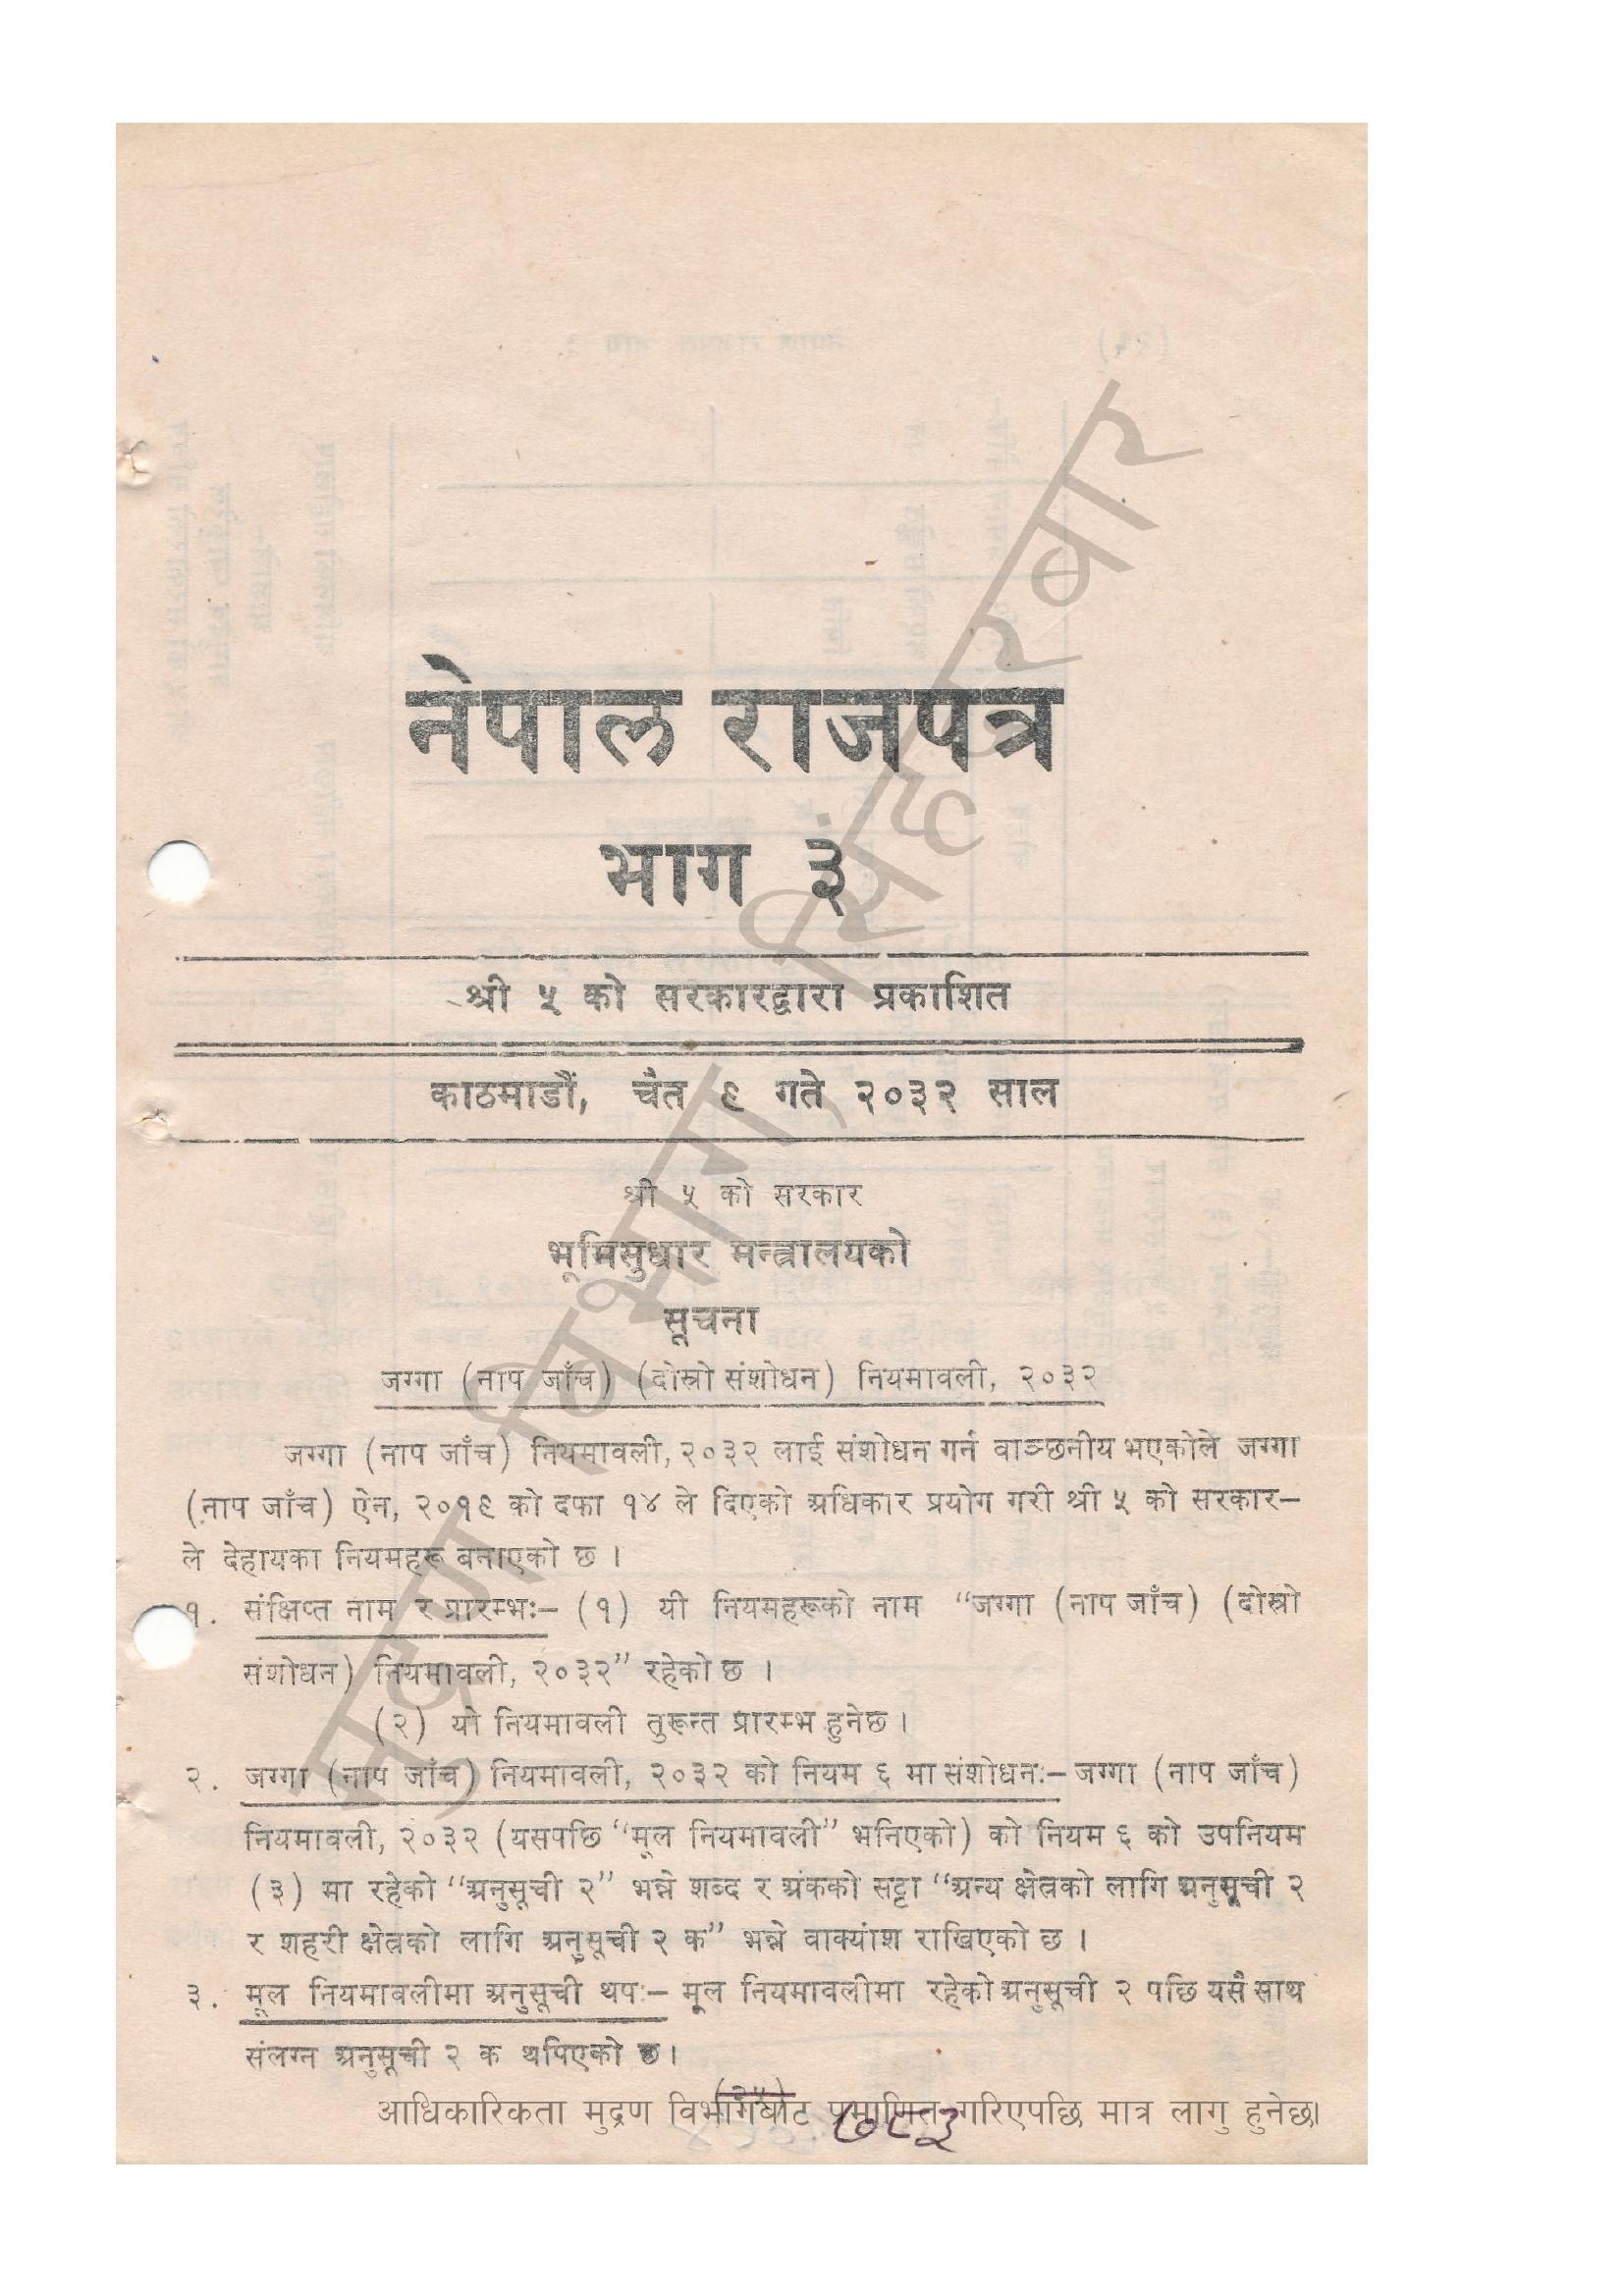 नेपाल राजपत्र
भाग ३
श्री ५ को सरकारद्वारा प्रकाशित
काठमाडौं, चैत ९ गते २०३२ साल
श्री ५ को सरकार
भूमिसुधार मन्त्रालयको
सूचना
जग्गा (नाप जाँच) (दोस्रो संशोधन) नियमावली, २०३२
जग्गा (नाप जाँच) नियमावली, २०३२ लाई संशोधन गर्न वाञ्छनीय भएकोले जग्गा
(नाप जाँच) ऐन, २०१९ को दफा १४ ले दिएको अधिकार प्रयोग गरी श्री ५ को सरकार–
ले देहायका नियमहरू बनाएको छ ।
१. संक्षिप्त नाम र प्रारम्भः– (१) यी नियमहरूको नाम “जग्गा (नाप जाँच) (दोस्रो
संशोधन) नियमावली, २०३२” रहेको छ ।
(२) यो नियमावली तुरून्त प्रारम्भ हुनेछ ।
२. जग्गा (नाप जाँच) नियमावली, २०३२ को नियम ६ मा संशोधनः– जग्गा (नाप जाँच)
नियमावली, २०३२ (यसपछि “मूल नियमावली” भनिएको) को नियम ६ को उपनियम
(३) मा रहेको “अनुसूची २” भन्ने शब्द र अंकको सट्टा “अन्य क्षेत्रको लागि अनुसूची २
र शहरी क्षेत्रको लागि अनुसूची २ क” भन्ने वाक्यांश राखिएको छ ।
३. मूल नियमावलीमा अनुसूची थपः– मूल नियमावलीमा रहेको अनुसूची २ पछि यसै साथ
संलग्न अनुसूची २ क थपिएको छ ।
आधिकारिकता मुद्रण विभागबाट प्रमाणित गरिएपछि मात्र लागु हुनेछ।
७८३
मुद्रण विभाग, सिंहदरबार